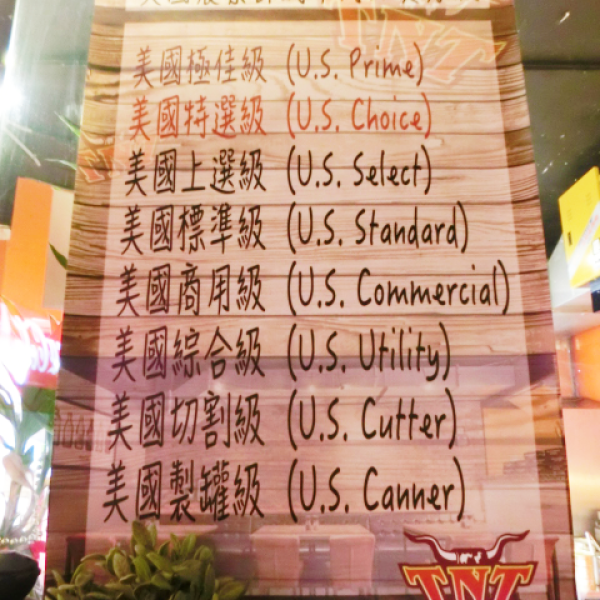 TNT
美國極佳級 (U.S. Prime)
美國特選級 (U.S. Choice)
美國上選級 (U.S. Select)
美國標準級 (U.S. Standard)
美國商用級 (U.S. Commercial)
美國綜合級 (U.S. Utility)
美國切割級 (U.S. Cutter)
美國製罐級 (U.S. Canner)
TNT